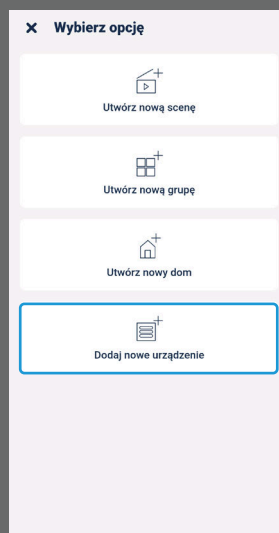 Wybierz opcję
Utwórz nową scenę
Utwórz nową grupę
Utwórz nowy dom
Dodaj nowe urządzenie